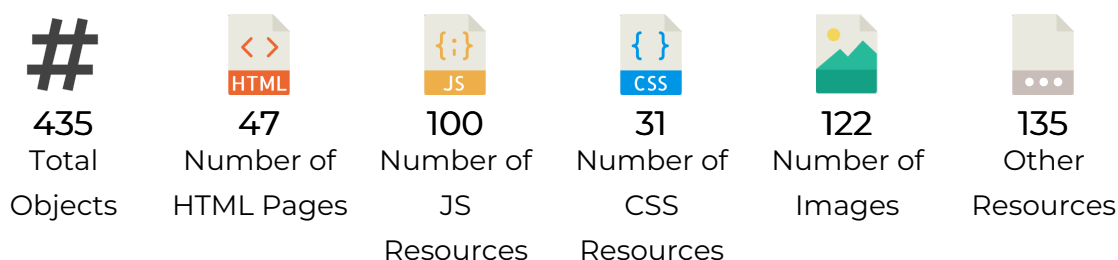 #
< >
HTML
{;}
JS
{ }
CSS
435
Total
Objects
47
Number of
HTML Pages
100
Number of
JS
Resources
31
Number of
CSS
Resources
122
Number of
Images
135
Other
Resources